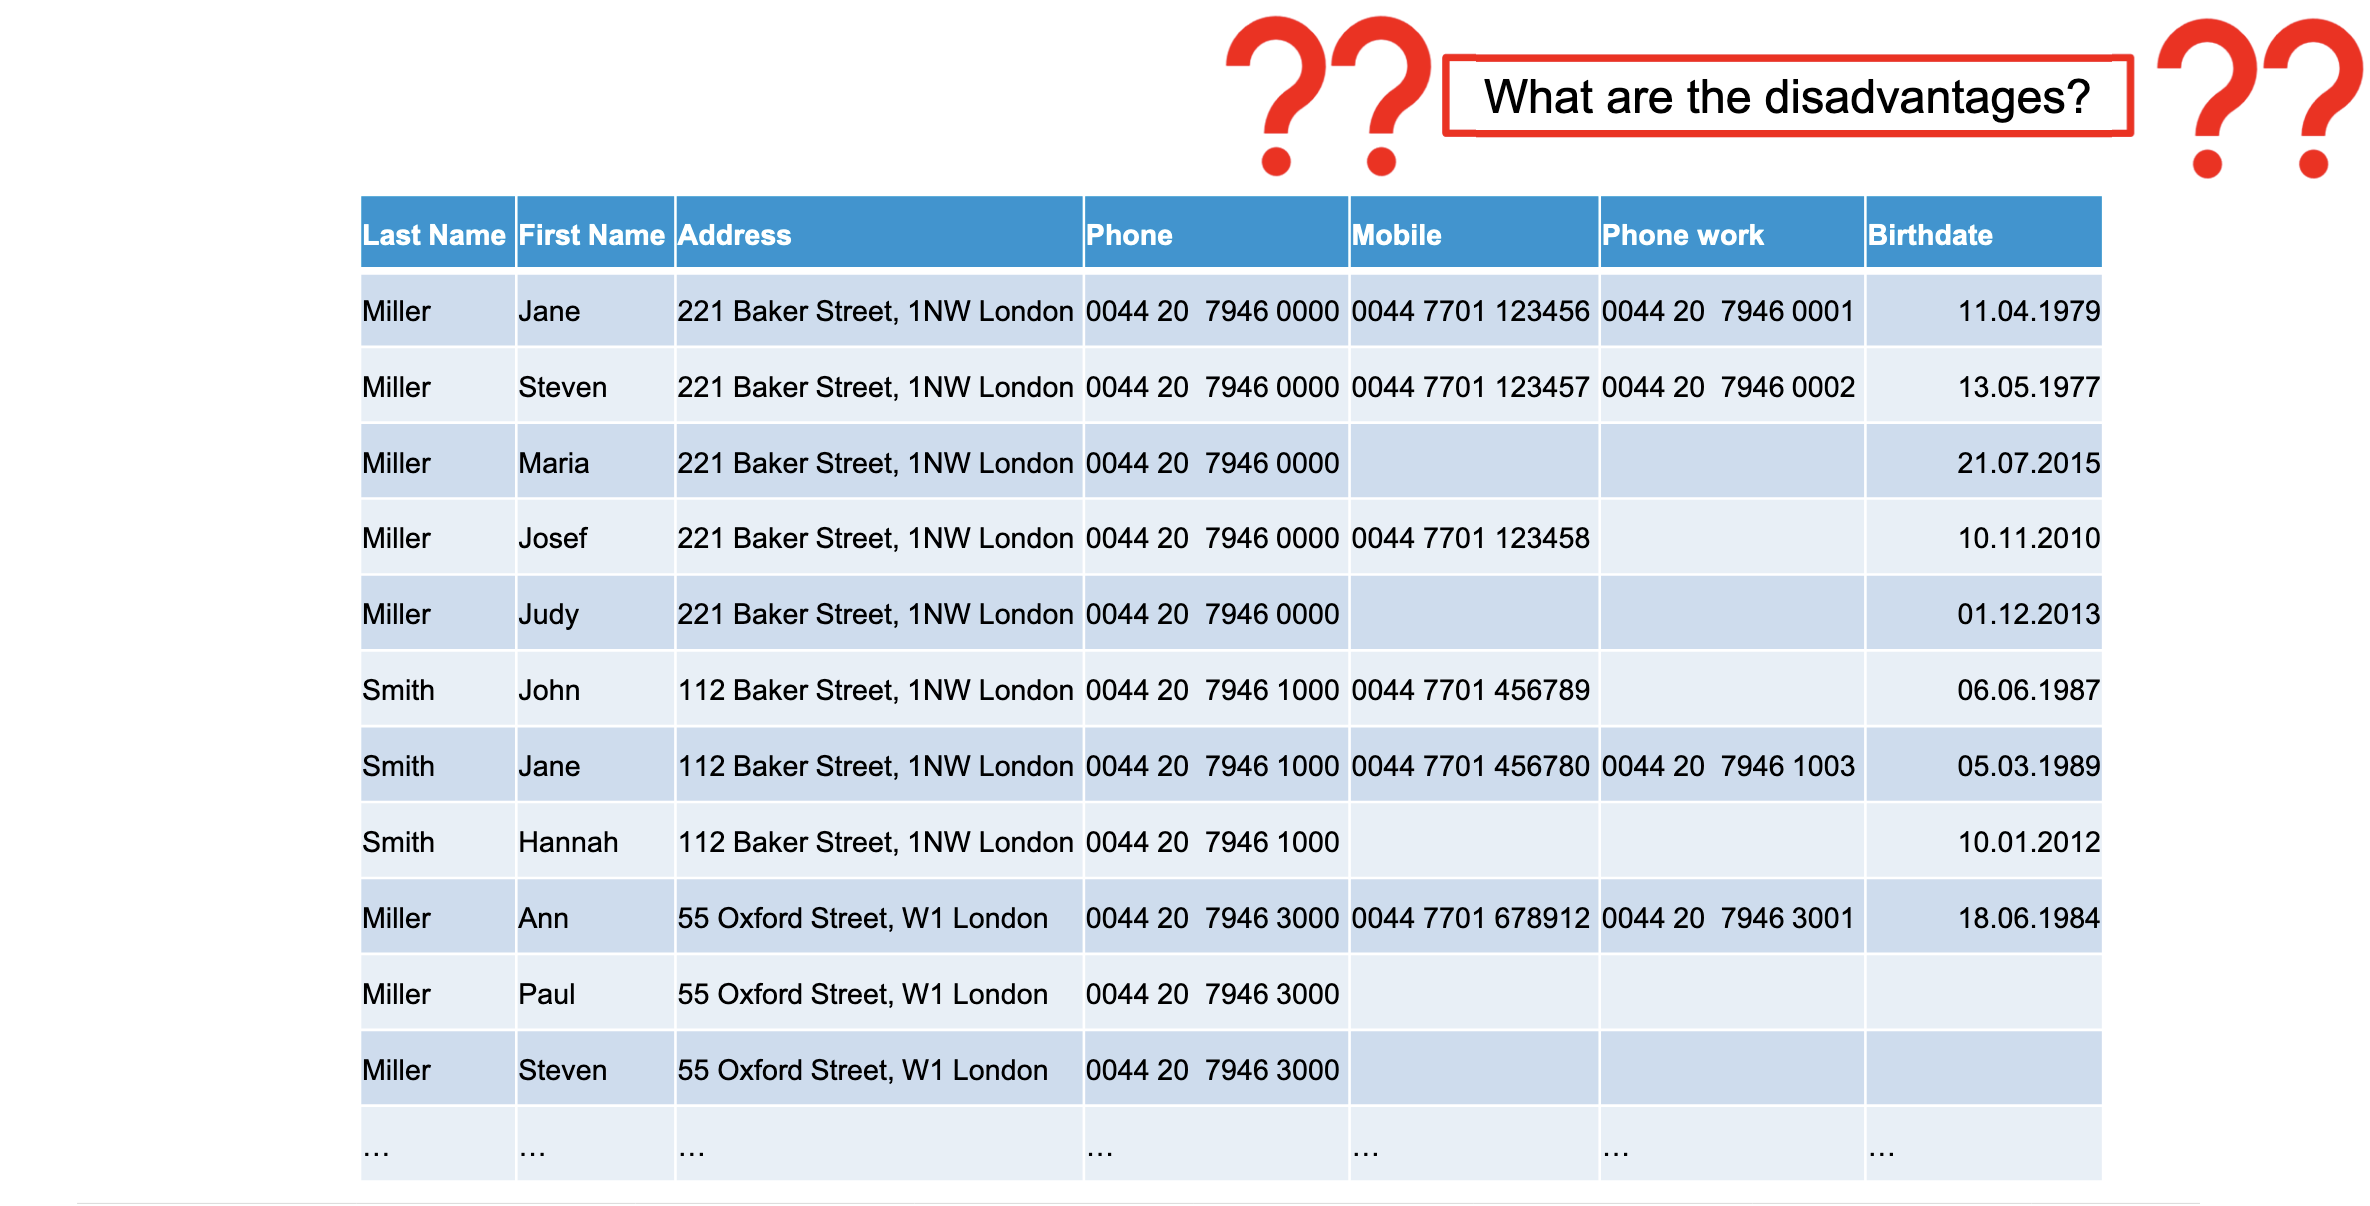 ?? What are the disadvantages? ??
Last Name First Name Address Phone Mobile Phone work Birthdate
Miller Jane 221 Baker Street, 1NW London 0044 20  7946 0000 0044 7701 123456 0044 20  7946 0001 11.04.1979
Miller Steven 221 Baker Street, 1NW London 0044 20  7946 0000 0044 7701 123457 0044 20  7946 0002 13.05.1977
Miller Maria 221 Baker Street, 1NW London 0044 20  7946 0000 21.07.2015
Miller Josef 221 Baker Street, 1NW London 0044 20  7946 0000 0044 7701 123458 10.11.2010
Miller Judy 221 Baker Street, 1NW London 0044 20  7946 0000 01.12.2013
Smith John 112 Baker Street, 1NW London 0044 20  7946 1000 0044 7701 456789 06.06.1987
Smith Jane 112 Baker Street, 1NW London 0044 20  7946 1000 0044 7701 456780 0044 20  7946 1003 05.03.1989
Smith Hannah 112 Baker Street, 1NW London 0044 20  7946 1000 10.01.2012
Miller Ann 55 Oxford Street, W1 London 0044 20  7946 3000 0044 7701 678912 0044 20  7946 3001 18.06.1984
Miller Paul 55 Oxford Street, W1 London 0044 20  7946 3000
Miller Steven 55 Oxford Street, W1 London 0044 20  7946 3000
… … … … … … …